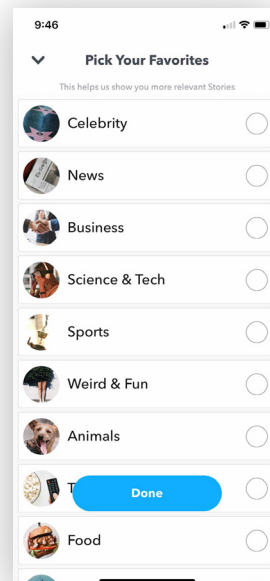 9:46
Pick Your Favorites
This helps us show you more relevant Stories
Celebrity
News
Business
Science & Tech
Sports
Weird & Fun
Animals
Done
Food